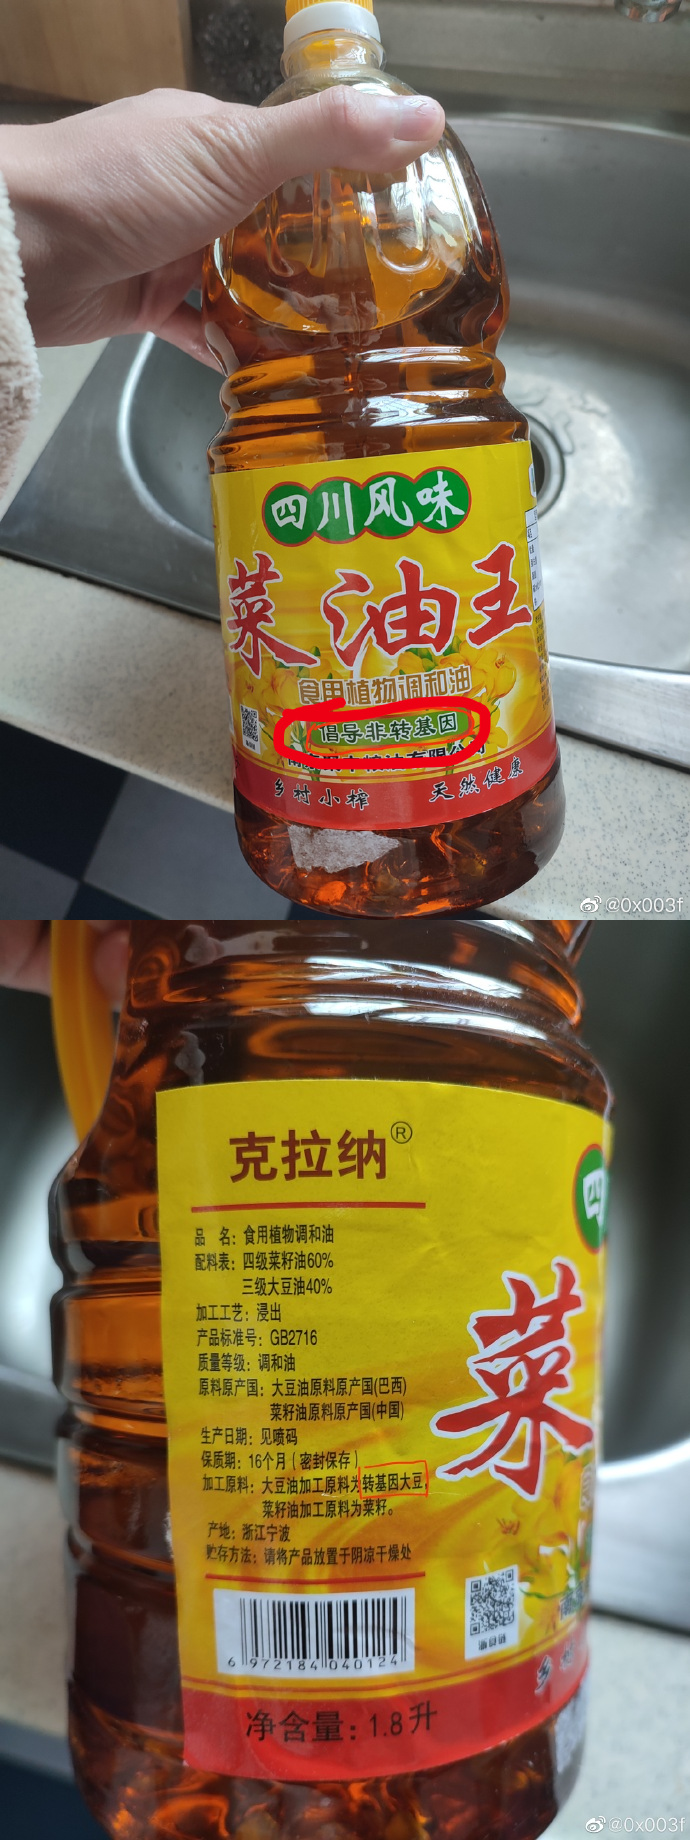 四川风味
菜油王
食用植物调和油
倡导非转基因
粮油有限公司
乡村小榨 天然健康
@0x003f
克拉纳®
品 名：食用植物调和油
配料表：四级菜籽油60%
三级大豆油40%
加工工艺：浸出
产品标准号：GB2716
质量等级：调和油
原料原产国：大豆油原料原产国(巴西)
菜籽油原料原产国(中国)
生产日期：见喷码
保质期：16个月（密封保存）
加工原料：大豆油加工原料为转基因大豆，
菜籽油加工原料为菜籽。
产地：浙江宁波
贮存方法：请将产品放置于阴凉干燥处
6 972184 040124
净含量：1.8升
四
菜
乡村
@0x003f